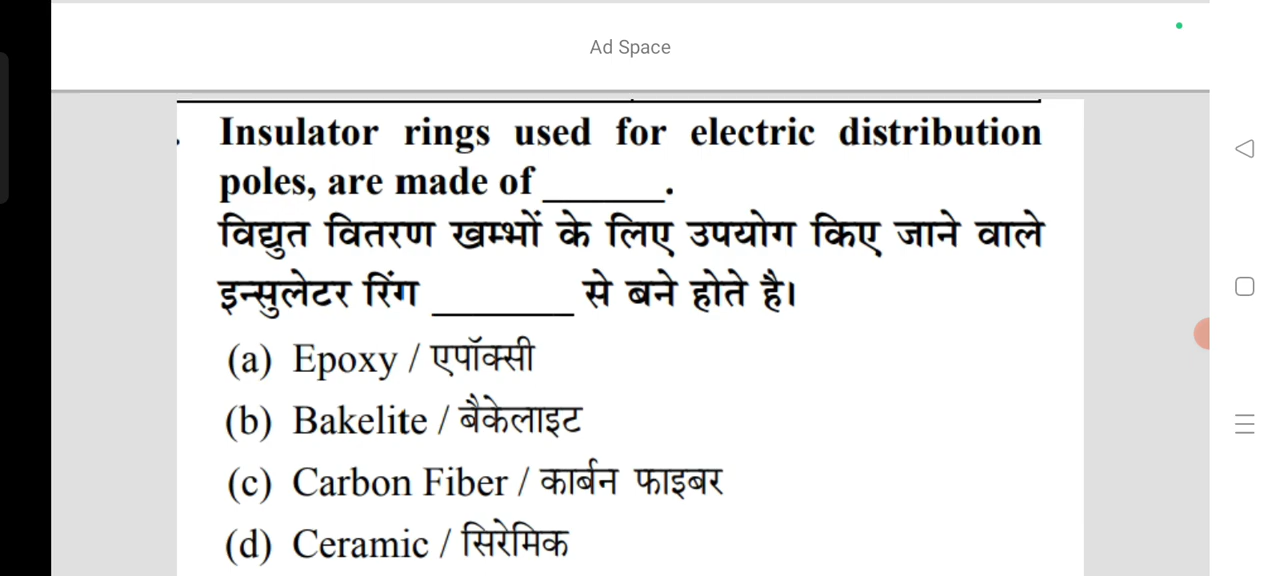 Ad Space
. Insulator rings used for electric distribution
poles, are made of ______.
विद्युत वितरण खम्भों के लिए उपयोग किए जाने वाले
इन्सुलेटर रिंग _______ से बने होते है।
(a) Epoxy / एपॉक्सी
(b) Bakelite / बैकेलाइट
(c) Carbon Fiber / कार्बन फाइबर
(d) Ceramic / सिरेमिक